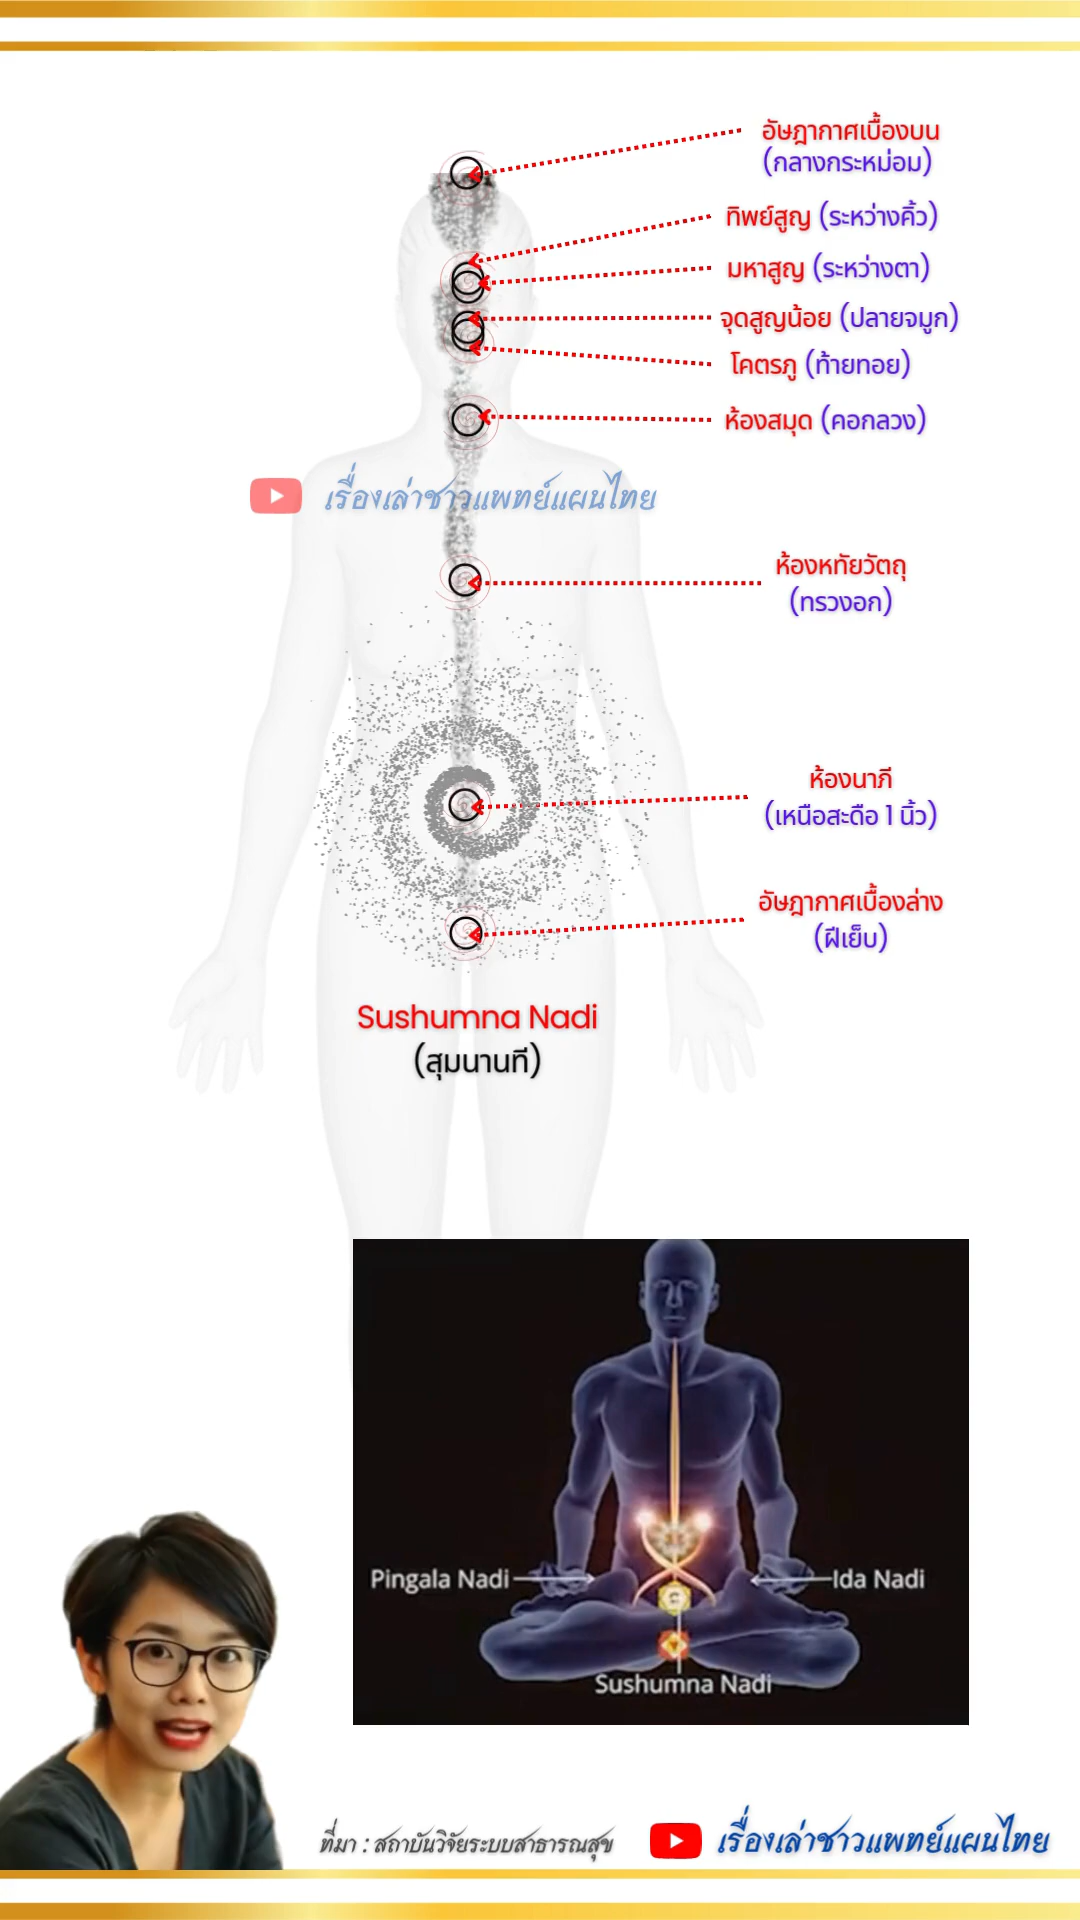 อัษฎากาศเบื้องบน
(กลางกระหม่อม)
ทิพย์สูญ (ระหว่างคิ้ว)
มหาสูญ (ระหว่างตา)
จุดสูญน้อย (ปลายจมูก)
โคตรภู (ท้ายทอย)
ห้องสมุด (คอกลวง)
เรื่องเล่าชาวแพทย์แผนไทย
ห้องหทัยวัตถุ
(ทรวงอก)
ห้องนาภี
(เหนือสะดือ 1 นิ้ว)
อัษฎากาศเบื้องล่าง
(ฝีเย็บ)
Sushumna Nadi
(สุมนานที)
Pingala Nadi
Ida Nadi
Sushumna Nadi
ที่มา : สถาบันวิจัยระบบสาธารณสุข
เรื่องเล่าชาวแพทย์แผนไทย